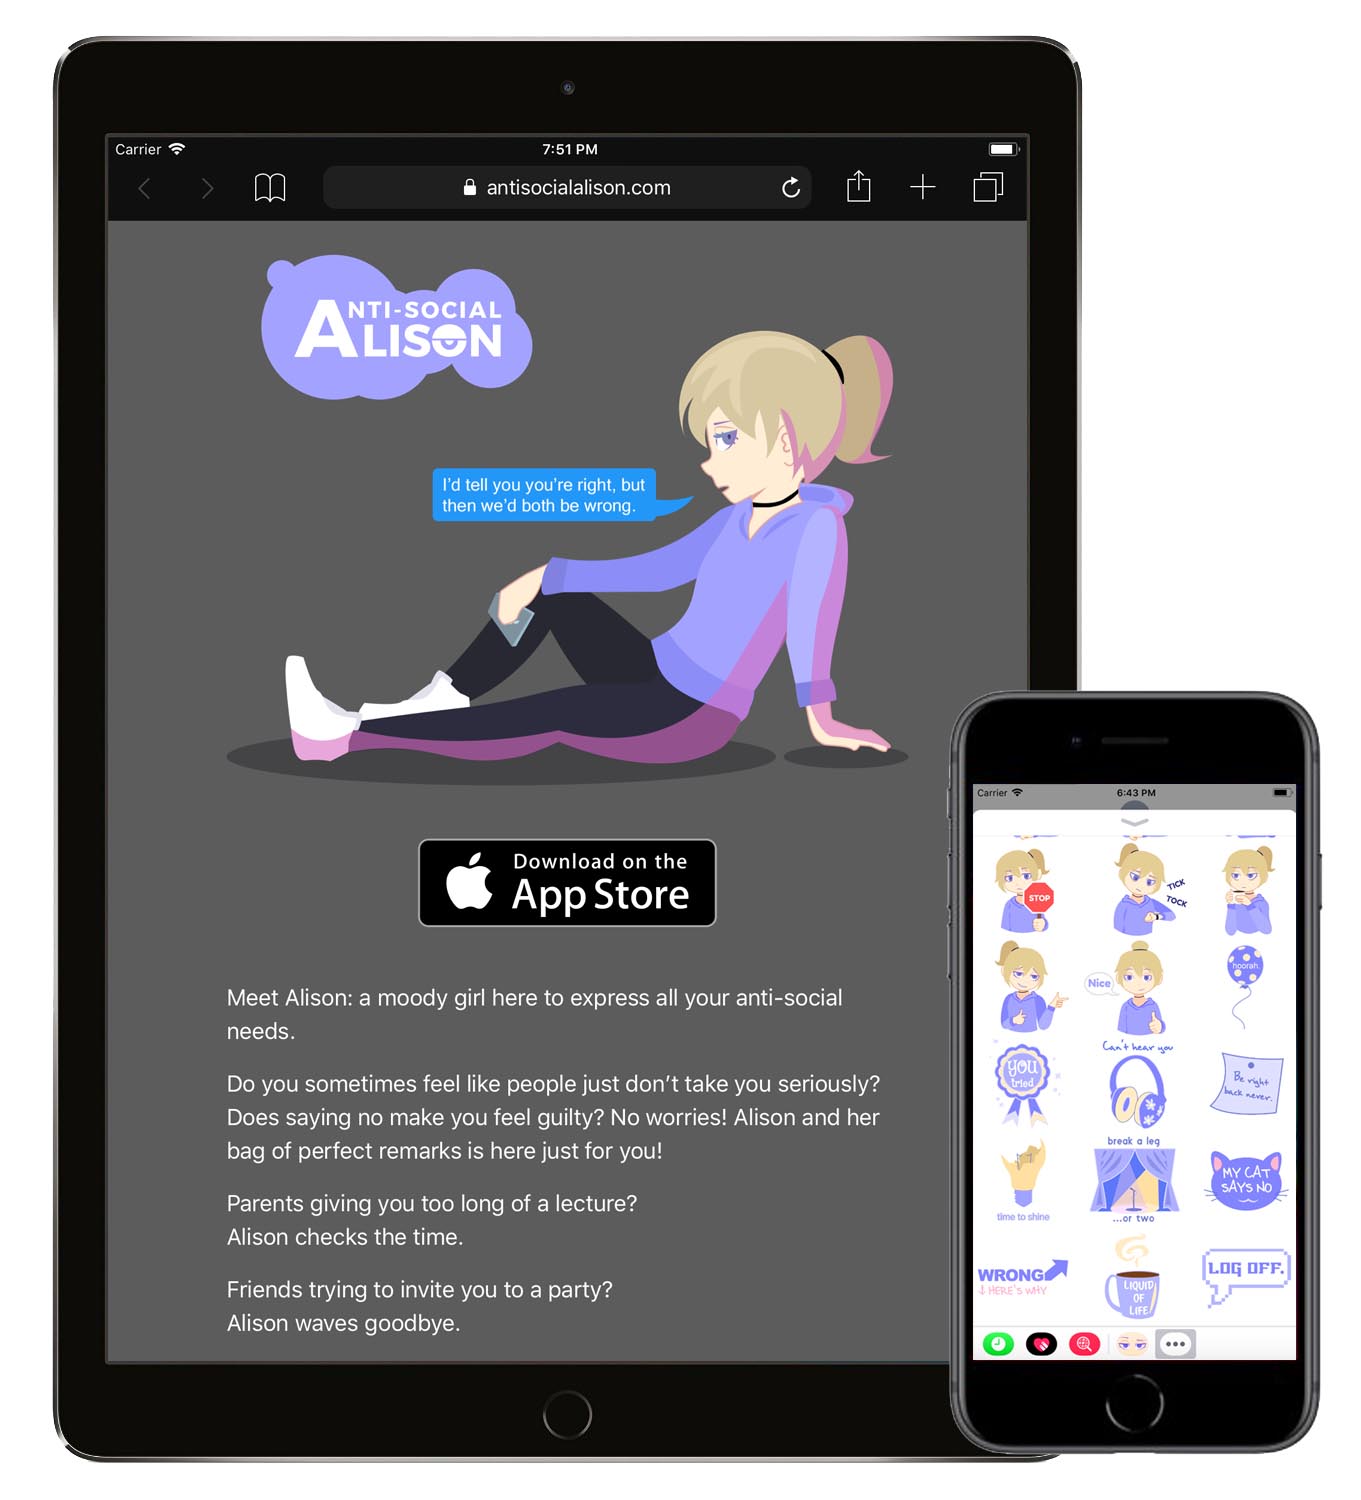 Carrier
7:51 PM
antisocialalison.com
ANTI-SOCIAL
ALISON
I'd tell you you're right, but
then we'd both be wrong.
Download on the
App Store
Meet Alison: a moody girl here to express all your anti-social
needs.
Do you sometimes feel like people just don't take you seriously?
Does saying no make you feel guilty? No worries! Alison and her
bag of perfect remarks is here just for you!
Parents giving you too long of a lecture?
Alison checks the time.
Friends trying to invite you to a party?
Alison waves goodbye.
Carrier
6:43 PM
STOP
TICK
TOCK
Nice
hoorah.
you
tried
Can't hear you
Be right
back never.
time to shine
break a leg
...or two
MY CAT
SAYS NO
WRONG
↓ HERE'S WHY
LIQUID
OF
LIFE
LOG OFF.